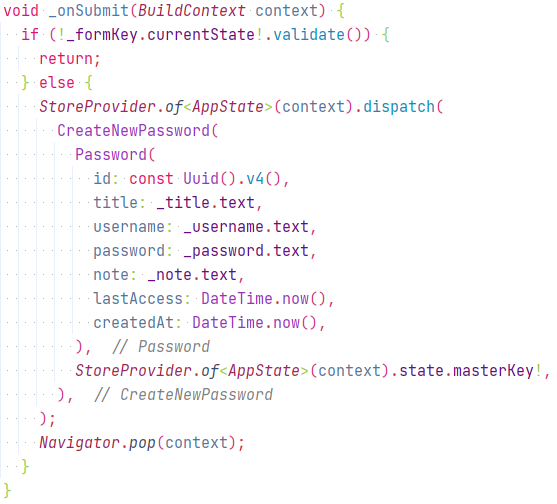 void _onSubmit(BuildContext context) {
  if (!_formKey.currentState!.validate()) {
    return;
  } else {
    StoreProvider.of<AppState>(context).dispatch(
      CreateNewPassword(
        Password(
          id: const Uuid().v4(),
          title: _title.text,
          username: _username.text,
          password: _password.text,
          note: _note.text,
          lastAccess: DateTime.now(),
          createdAt: DateTime.now(),
        ),  // Password
        StoreProvider.of<AppState>(context).state.masterKey!,
      ),  // CreateNewPassword
    );
    Navigator.pop(context);
  }
}